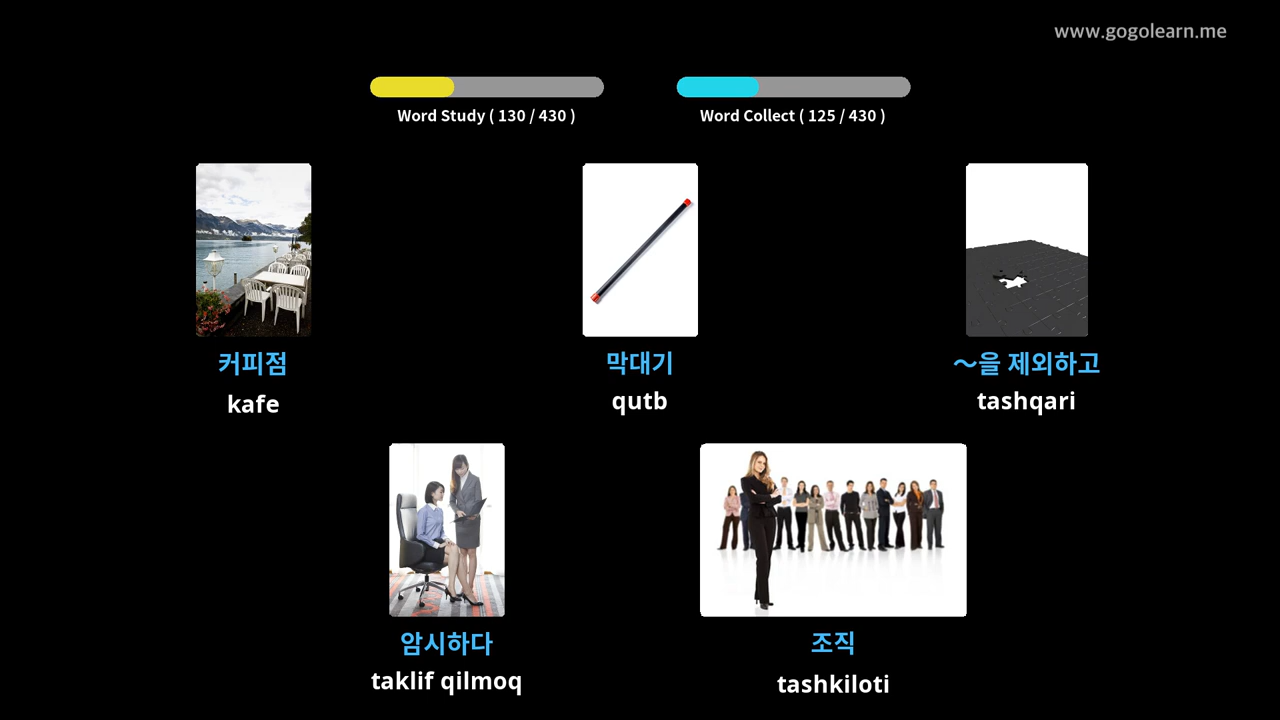 www.gogolearn.me
Word Study ( 130 / 430 )
Word Collect ( 125 / 430 )
커피점
kafe
막대기
qutb
～을 제외하고
tashqari
암시하다
taklif qilmoq
조직
tashkiloti